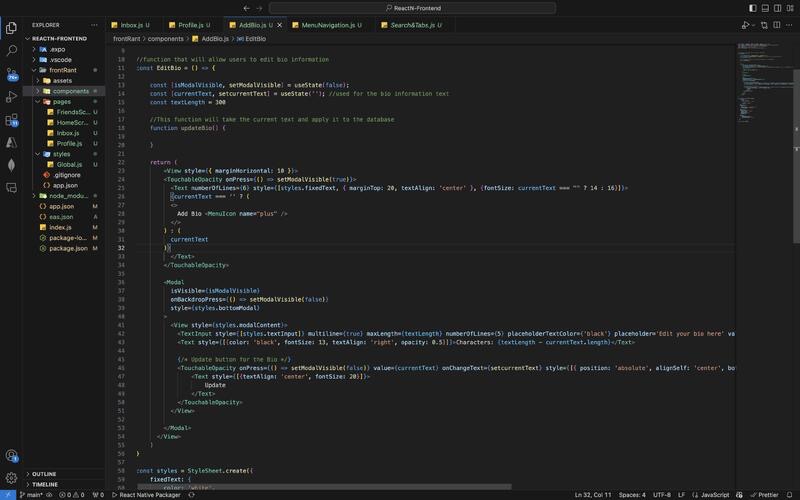 ReactN-Frontend
EXPLORER
Inbox.js U
Profile.js U
AddBio.js U
MenuNavigation.js U
Search&Tabs.js U
frontRant > components > AddBio.js > EditBio
REACTN-FRONTEND
.expo
.vscode
frontRant
assets
components
pages
FriendsScr... U
HomeScr... U
Inbox.js U
Profile.js U
styles
Global.js U
.gitignore
app.json
node_modu...
app.json M
eas.json A
index.js M
package-lo... M
package.json M
OUTLINE
TIMELINE
9
10 //function that will allow users to edit bio information
11 const EditBio = () => {
12
13 const [isModalVisible, setModalVisible] = useState(false);
14 const [currentText, setcurrentText] = useState(''); //used for the bio information text
15 const textLength = 300
16
17 //This function will take the current text and apply it to the database
18 function updateBio() {
19
20 }
21
22 return (
23 <View style={{ marginHorizontal: 10 }}>
24 <TouchableOpacity onPress={() => setModalVisible(true)}>
25 <Text numberOfLines={6} style={[styles.fixedText, { marginTop: 20, textAlign: 'center' }, {fontSize: currentText === "" ? 14 : 16}]}>
26 {currentText === '' ? (
27 <>
28 Add Bio <MenuIcon name="plus" />
29 </>
30 ) : (
31 currentText
32 )}
33 </Text>
34 </TouchableOpacity>
35
36 <Modal
37 isVisible={isModalVisible}
38 onBackdropPress={() => setModalVisible(false)}
39 style={styles.bottomModal}
40 >
41 <View style={styles.modalContent}>
42 <TextInput style={[styles.textInput]} multiline={true} maxLength={textLength} numberOfLines={5} placeholderTextColor={'black'} placeholder='Edit your bio here' va
43 <Text style={[{color: 'black', fontSize: 13, textAlign: 'right', opacity: 0.5}]}>Characters: {textLength - currentText.length}</Text>
44
45 {/* Update button for the Bio */}
46 <TouchableOpacity onPress={() => setModalVisible(false)} value={currentText} onChangeText={setcurrentText} style={[{ position: 'absolute', alignSelf: 'center', bot
47 <Text style={[{textAlign: 'center', fontSize: 20}]}>
48 Update
49 </Text>
50 </TouchableOpacity>
51 </View>
52
53 </Modal>
54 </View>
55 )
56 }
57
58 const styles = StyleSheet.create({
59 fixedText: {
60 color: 'white',
main*
0 0
0
React Native Packager
Ln 32, Col 11
Spaces: 4
UTF-8
LF
JavaScript
Prettier